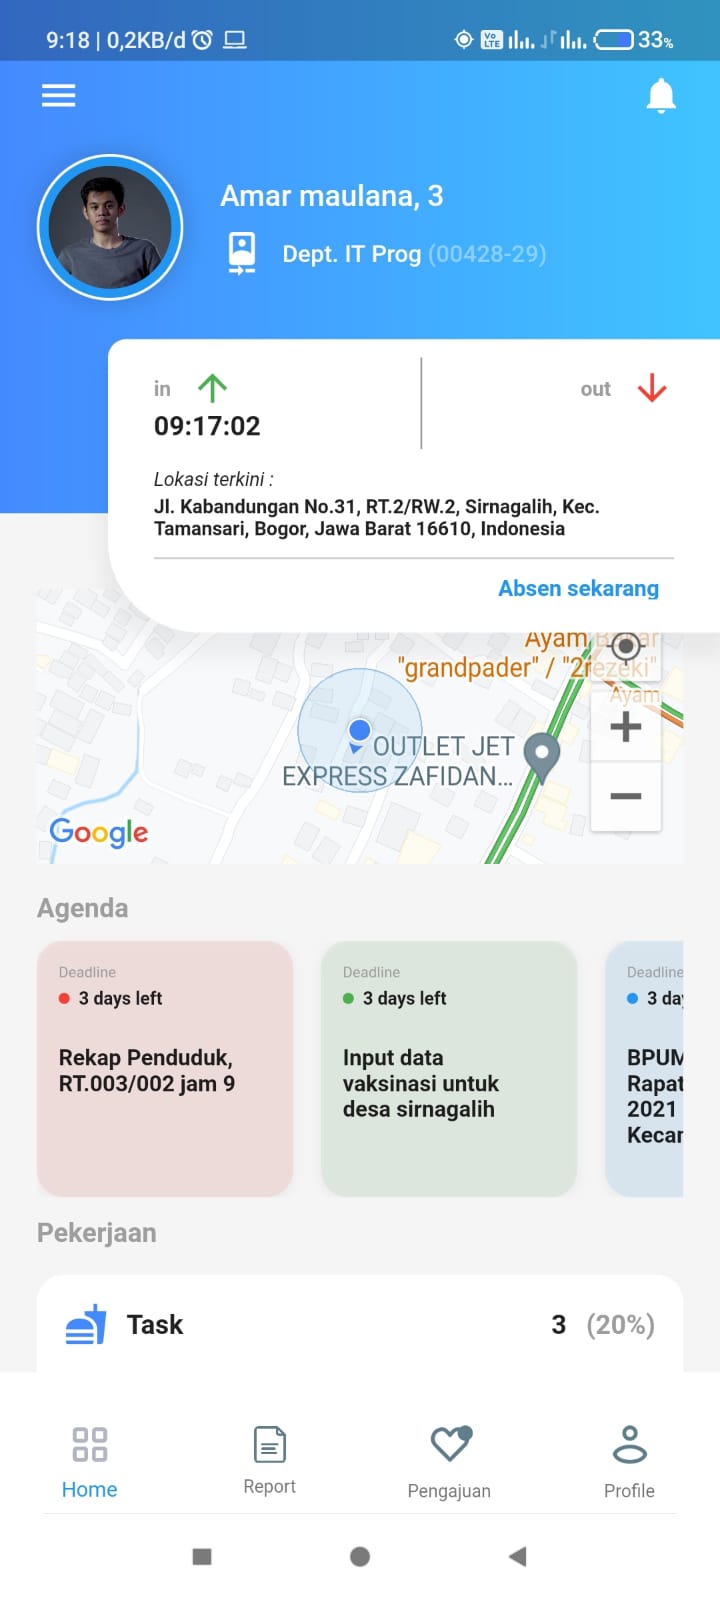 9:18 | 0,2KB/d
Vo LTE
33%
Amar maulana, 3
Dept. IT Prog (00428-29)
in
out
09:17:02
Lokasi terkini :
Jl. Kabandungan No.31, RT.2/RW.2, Sirnagalih, Kec.
Tamansari, Bogor, Jawa Barat 16610, Indonesia
Absen sekarang
Ayam Bakar
"grandpader" / "2rezeki"
Ayam
OUTLET JET
EXPRESS ZAFIDAN...
Google
Agenda
Deadline
3 days left
Rekap Penduduk,
RT.003/002 jam 9
Deadline
3 days left
Input data
vaksinasi untuk
desa sirnagalih
Deadline
3 day
BPUM
Rapat
2021
Kecam
Pekerjaan
Task
3 (20%)
Home
Report
Pengajuan
Profile